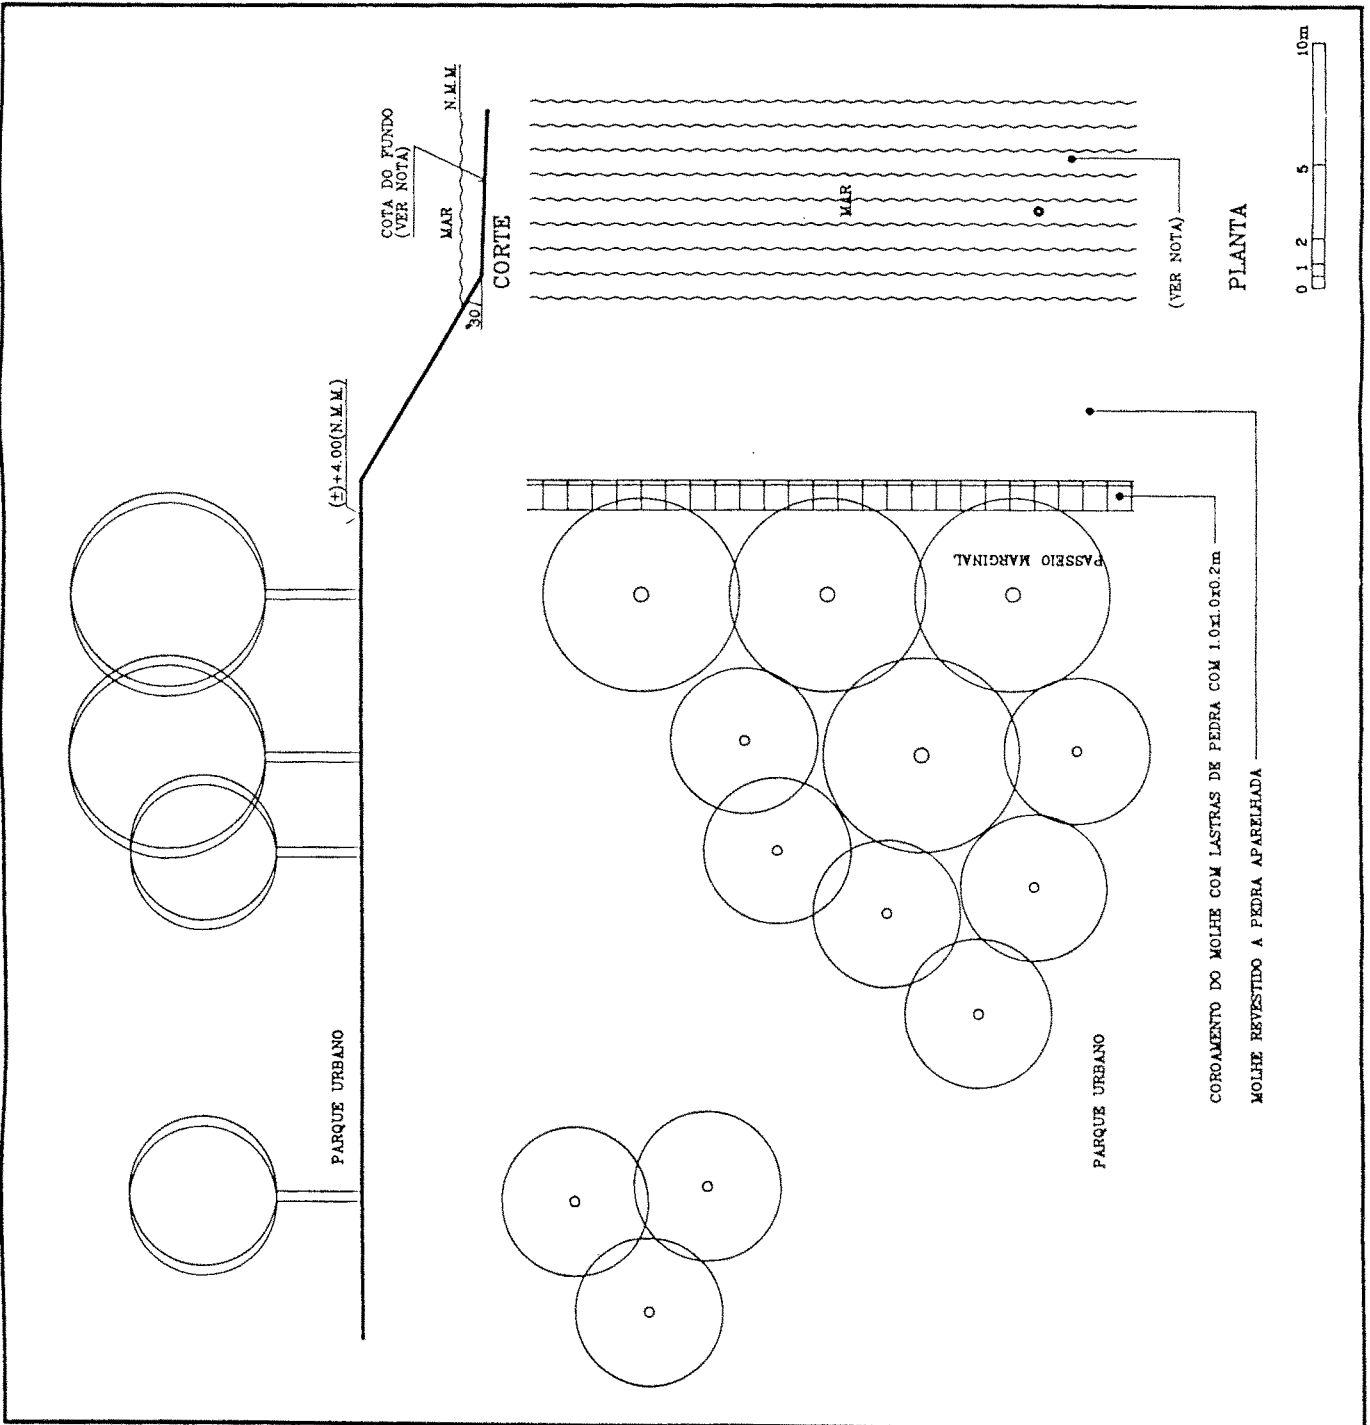 COTA DO FUNDO
(VER NOTA)
N.M.M.
MAR
30°
CORTE
(±)+4.00(N.M.M.)
PARQUE URBANO
MAR
(VER NOTA)
PLANTA
0 1 2 5 10m
PASSEIO MARGINAL
PARQUE URBANO
COROAMENTO DO MOLHE COM LASTRAS DE PEDRA COM 1.0x1.0x0.2m
MOLHE REVESTIDO A PEDRA APARELHADA